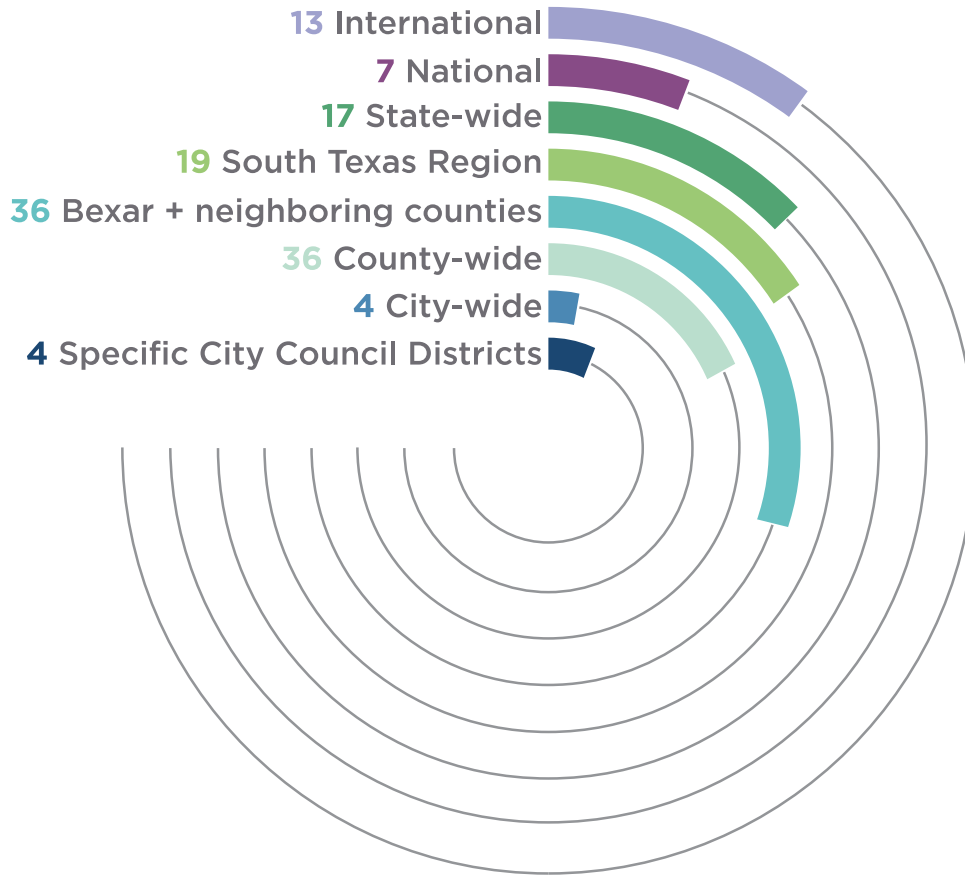 13 International
7 National
17 State-wide
19 South Texas Region
36 Bexar + neighboring counties
36 County-wide
4 City-wide
4 Specific City Council Districts